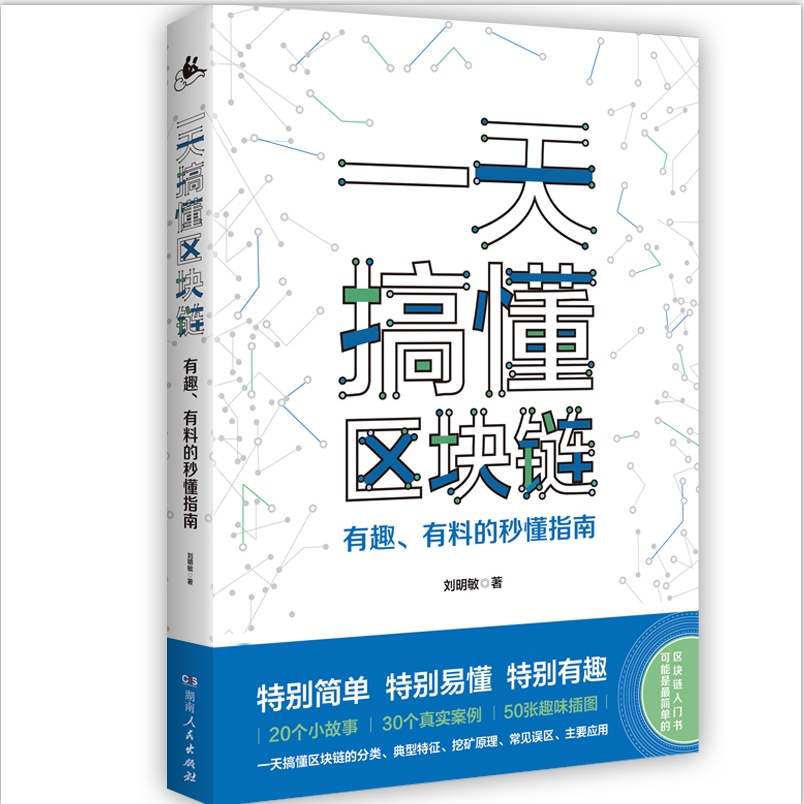 一天搞懂区块链
有趣、有料的秒懂指南
刘明敏 著
CS
湖南人民出版社
一天
搞懂
区块链
有趣、有料的秒懂指南
刘明敏◎著
特别简单 特别易懂 特别有趣
20个小故事 | 30个真实案例 | 50张趣味插图
一天搞懂区块链的分类、典型特征、挖矿原理、常见误区、主要应用
可能是最简单的
区块链入门书